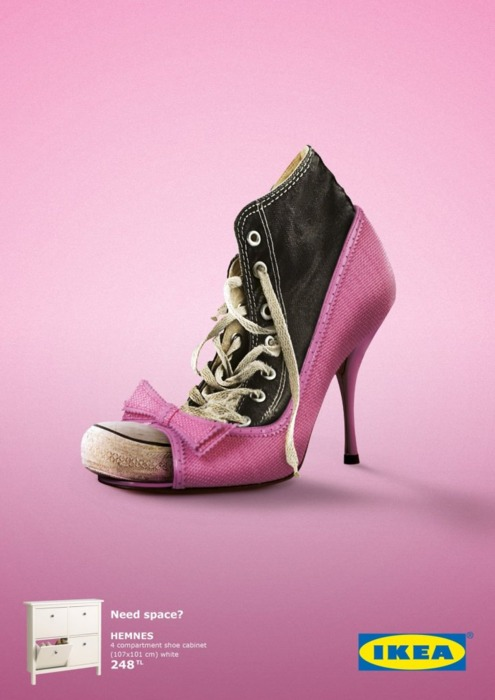 Need space?
HEMNES
4 compartment shoe cabinet
(107x101 cm) white
248 TL
IKEA®